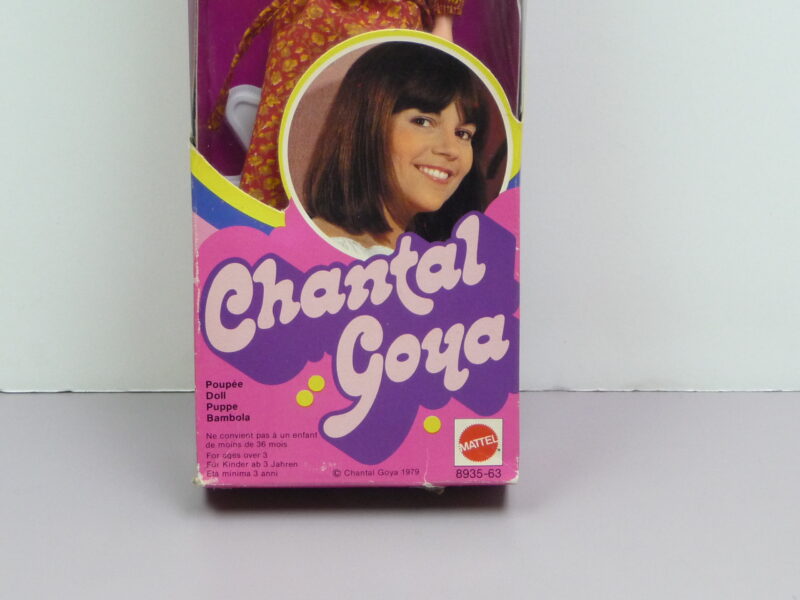 Chantal
Goya
Poupée
Doll
Puppe
Bambola
Ne convient pas à un enfant
de moins de 36 mois
For ages over 3
Für Kinder ab 3 Jahren
Età minima 3 anni
© Chantal Goya 1979
MATTEL
8935-63